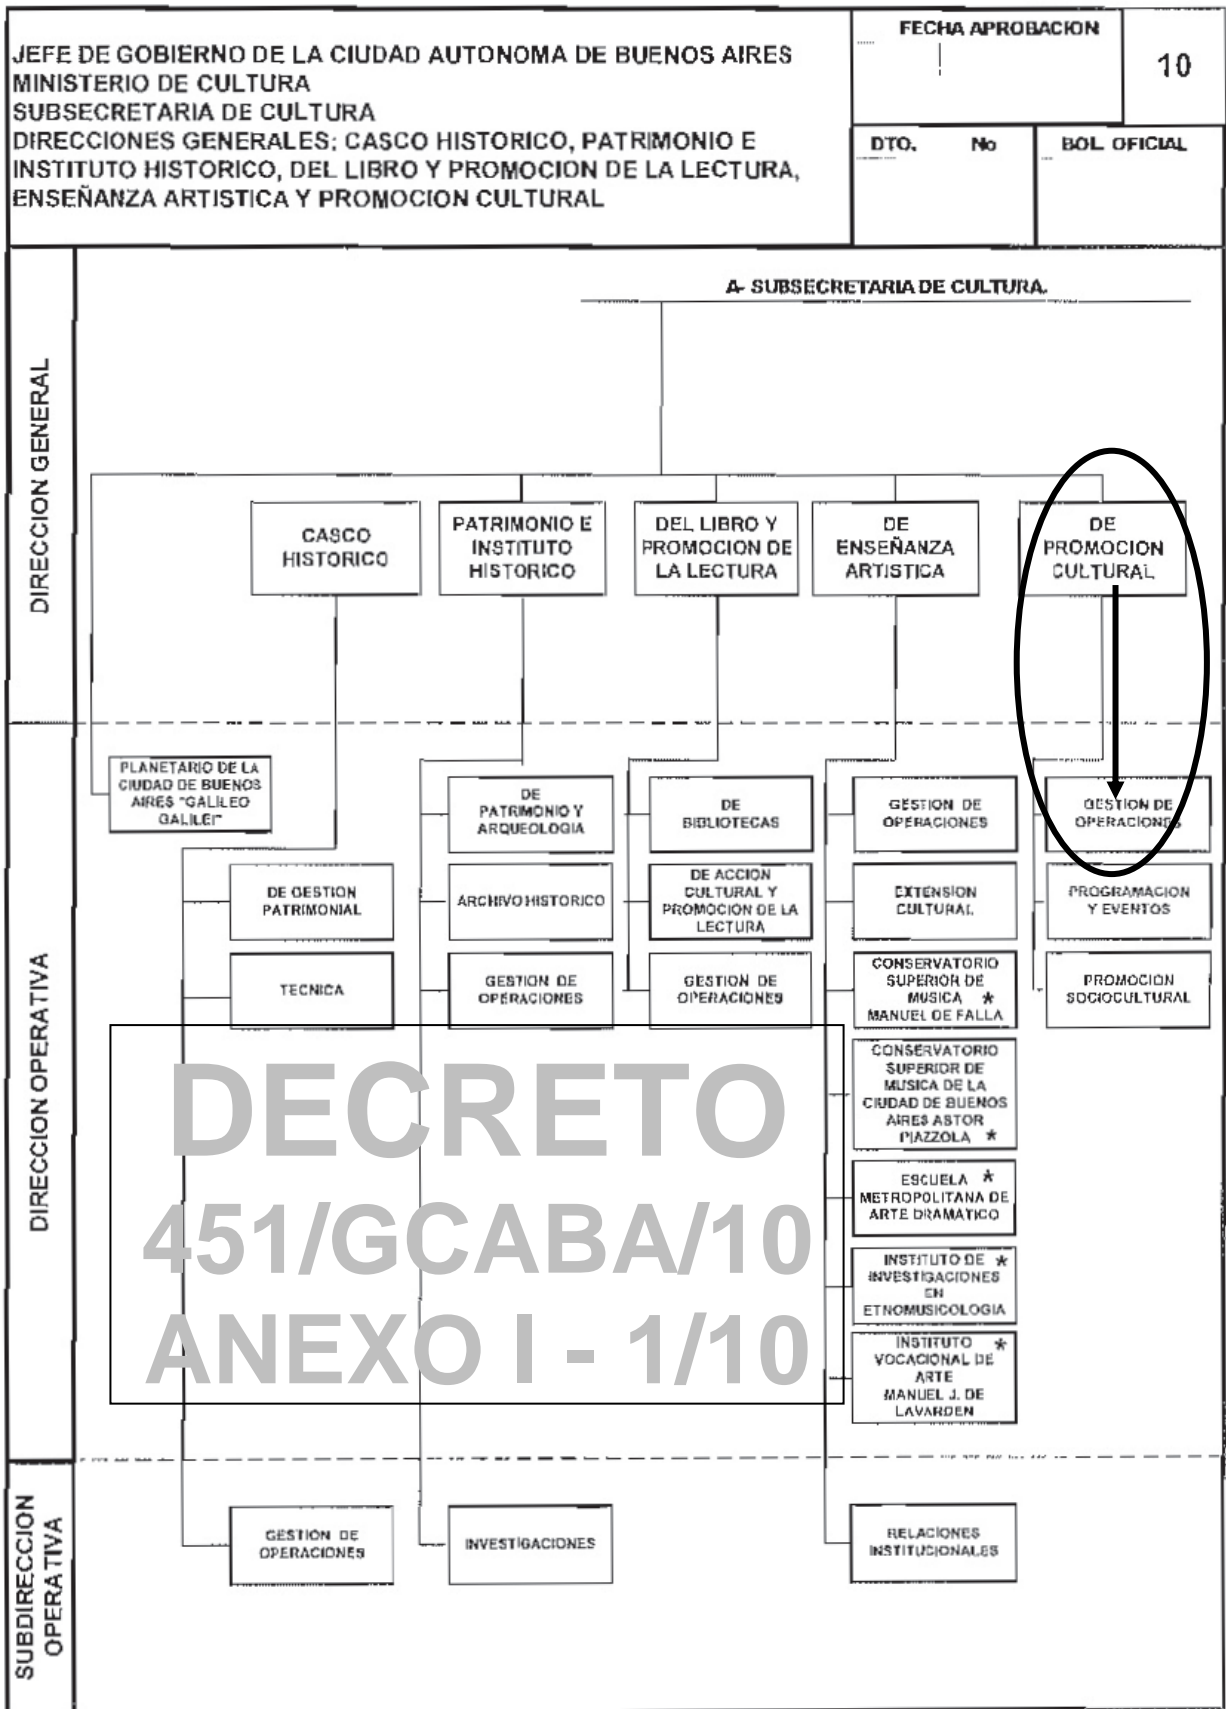 JEFE DE GOBIERNO DE LA CIUDAD AUTONOMA DE BUENOS AIRES
MINISTERIO DE CULTURA
SUBSECRETARIA DE CULTURA
DIRECCIONES GENERALES: CASCO HISTORICO, PATRIMONIO E
INSTITUTO HISTORICO, DEL LIBRO Y PROMOCION DE LA LECTURA,
ENSEÑANZA ARTISTICA Y PROMOCION CULTURAL
FECHA APROBACION
10
DTO. No
BOL. OFICIAL
A- SUBSECRETARIA DE CULTURA.
DIRECCION GENERAL
CASCO
HISTORICO
PATRIMONIO E
INSTITUTO
HISTORICO
DEL LIBRO Y
PROMOCION DE
LA LECTURA
DE
ENSEÑANZA
ARTISTICA
DE
PROMOCION
CULTURAL
DIRECCION OPERATIVA
PLANETARIO DE LA
CIUDAD DE BUENOS
AIRES "GALILEO
GALILEI"
DE GESTION
PATRIMONIAL
TECNICA
DE
PATRIMONIO Y
ARQUEOLOGIA
ARCHIVO HISTORICO
GESTION DE
OPERACIONES
DE
BIBLIOTECAS
DE ACCION
CULTURAL Y
PROMOCION DE LA
LECTURA
GESTION DE
OPERACIONES
GESTION DE
OPERACIONES
EXTENSION
CULTURAL
CONSERVATORIO
SUPERIOR DE
MUSICA *
MANUEL DE FALLA
CONSERVATORIO
SUPERIOR DE
MUSICA DE LA
CIUDAD DE BUENOS
AIRES ASTOR
PIAZZOLA *
ESCUELA *
METROPOLITANA DE
ARTE DRAMATICO
INSTITUTO DE *
INVESTIGACIONES
EN
ETNOMUSICOLOGIA
INSTITUTO *
VOCACIONAL DE
ARTE
MANUEL J. DE
LAVARDEN
GESTION DE
OPERACIONES
PROGRAMACION
Y EVENTOS
PROMOCION
SOCIOCULTURAL
DECRETO
451/GCABA/10
ANEXO I - 1/10
SUBDIRECCION
OPERATIVA
GESTION DE
OPERACIONES
INVESTIGACIONES
RELACIONES
INSTITUCIONALES